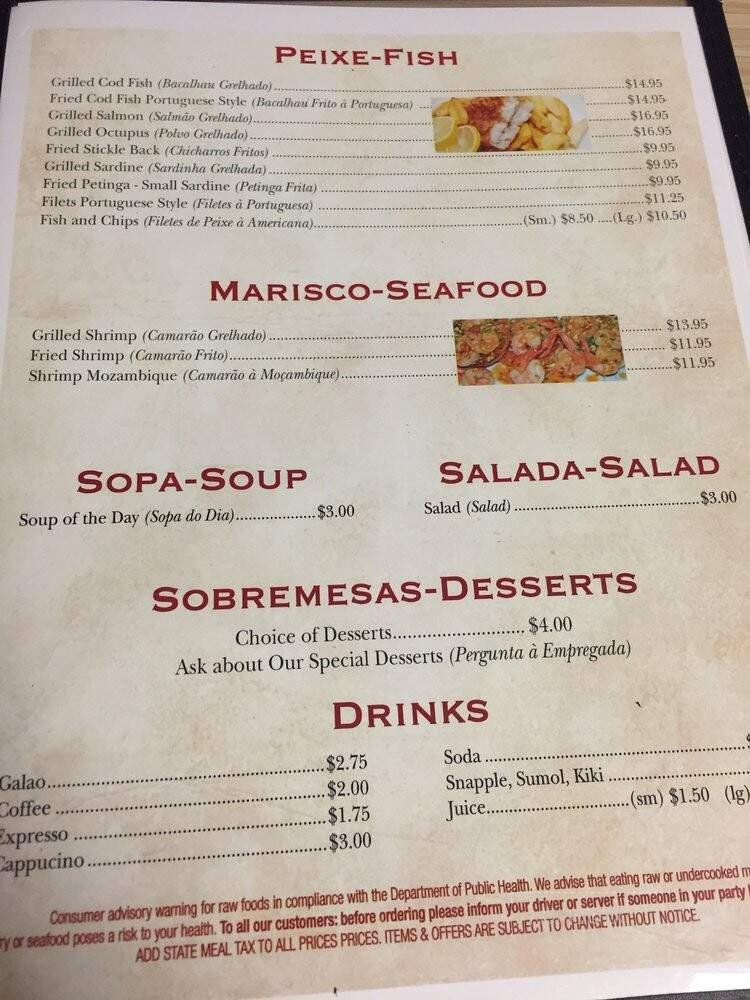 PEIXE-FISH
Grilled Cod Fish (Bacalhau Grelhado)...$14.95
Fried Cod Fish Portuguese Style (Bacalhau Frito à Portuguesa) ...$14.95
Grilled Salmon (Salmão Grelhado)...$16.95
Grilled Octupus (Polvo Grelhado)...$16.95
Fried Stickle Back (Chicharros Fritos) ...$9.95
Grilled Sardine (Sardinha Grelhada) ...$9.95
Fried Petinga - Small Sardine (Petinga Frita) ...$9.95
Filets Portuguese Style (Filetes à Portuguesa) ...$11.25
Fish and Chips (Filetes de Peixe à Americana)...(Sm.) $8.50 ....(Lg.) $10.50
MARISCO-SEAFOOD
Grilled Shrimp (Camarão Grelhado) ...$13.95
Fried Shrimp (Camarão Frito)...$11.95
Shrimp Mozambique (Camarão à Moçambique)...$11.95
SOPA-SOUP
Soup of the Day (Sopa do Dia)...$3.00
SALADA-SALAD
Salad (Salad) ...$3.00
SOBREMESAS-DESSERTS
Choice of Desserts... $4.00
Ask about Our Special Desserts (Pergunta à Empregada)
DRINKS
Galao...$2.75
Coffee ...$2.00
Expresso ...$1.75
Cappucino...$3.00
Soda ...
Snapple, Sumol, Kiki ...
Juice...(sm) $1.50 (lg)
Consumer advisory warning for raw foods in compliance with the Department of Public Health. We advise that eating raw or undercooked
or seafood poses a risk to your health. To all our customers: before ordering please inform your driver or server if someone in your party
ADD STATE MEAL TAX TO ALL PRICES PRICES. ITEMS & OFFERS ARE SUBJECT TO CHANGE WITHOUT NOTICE.